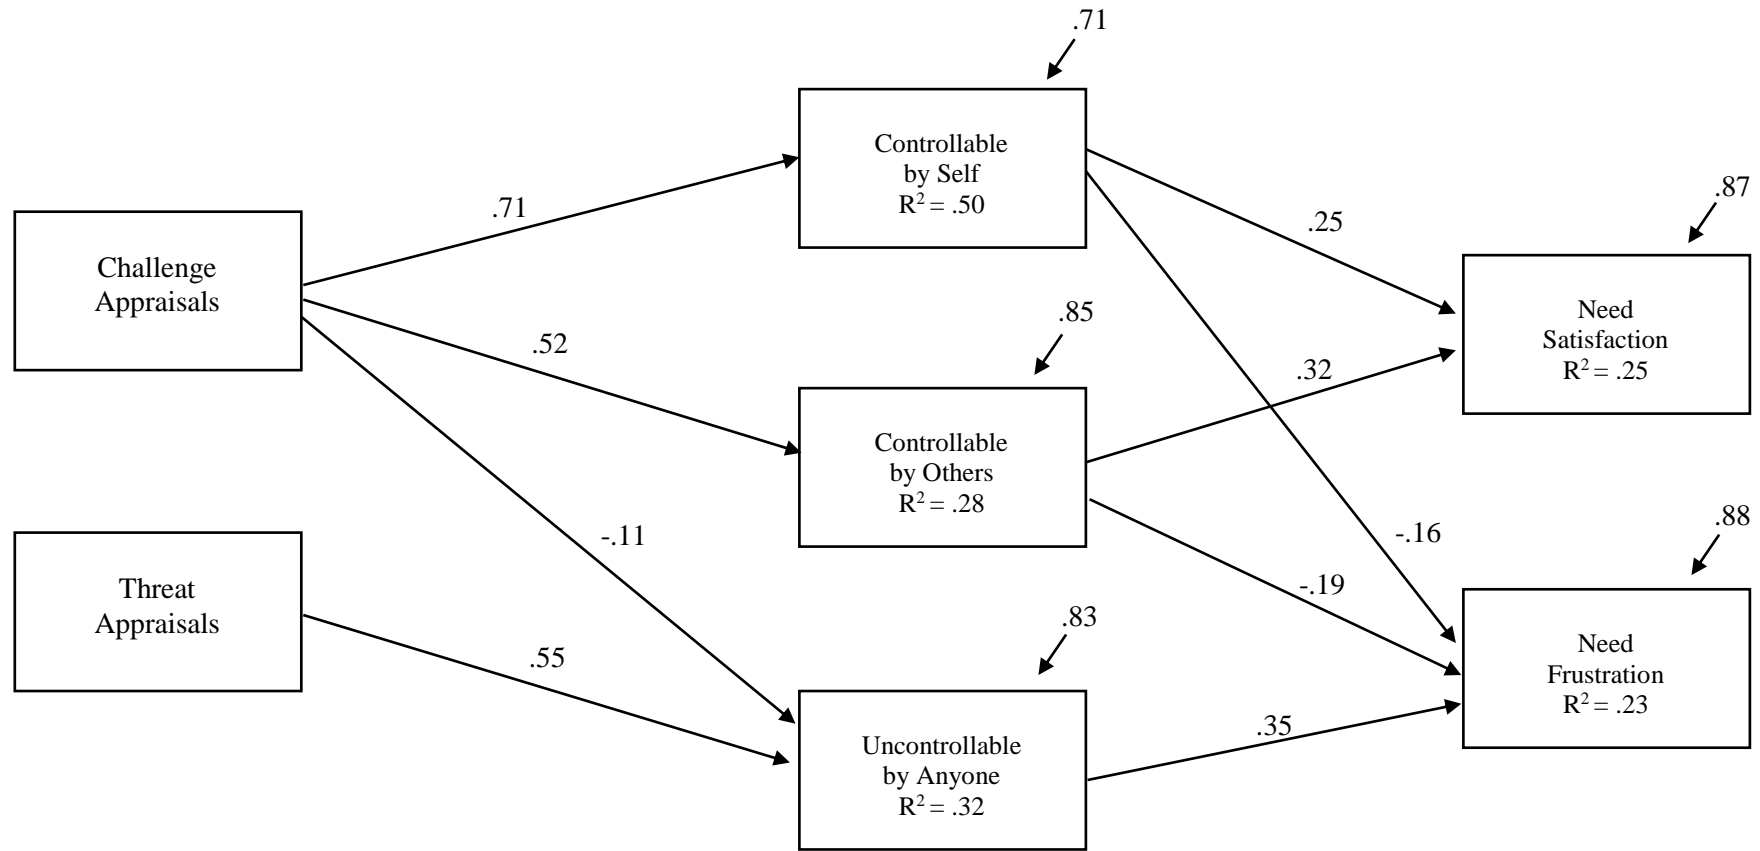 .71
Controllable
by Self
R² = .50
.71
.25
.87
Challenge
Appraisals
Need
Satisfaction
R² = .25
.85
.52
.32
Controllable
by Others
R² = .28
-.11
-.16
.88
-.19
Threat
Appraisals
.55
.83
Need
Frustration
R² = .23
.35
Uncontrollable
by Anyone
R² = .32